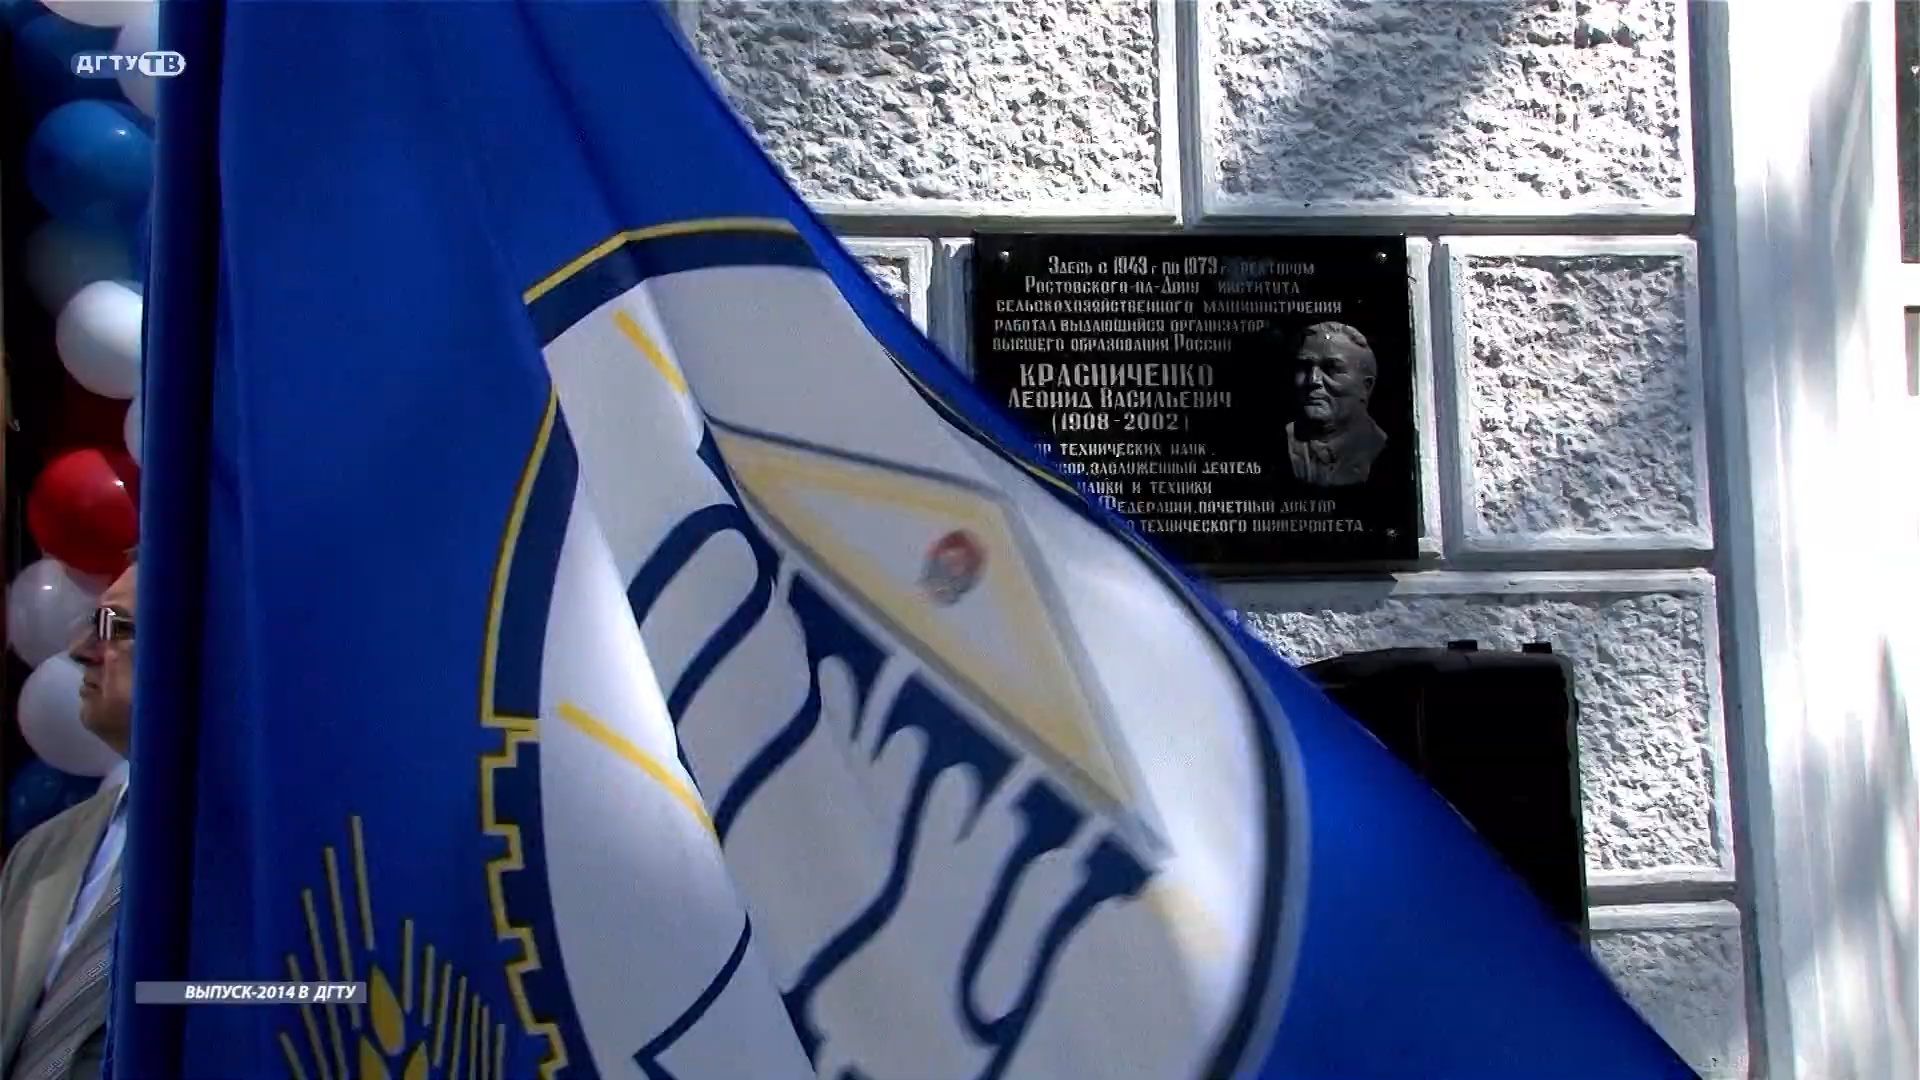 ДГТУ ТВ
Здесь с 1943 г по 1973 г ректором
Ростовского-на-Дону института
сельскохозяйственного машиностроения
работал выдающийся организатор
высшего образования России
КРАСНИЧЕНКО
Леонид Васильевич
(1908-2002)
технических наук,
заслуженный деятель
науки и техники
Федерации, почетный доктор
технического университета.
ДГТУ
ВЫПУСК-2014 В ДГТУ